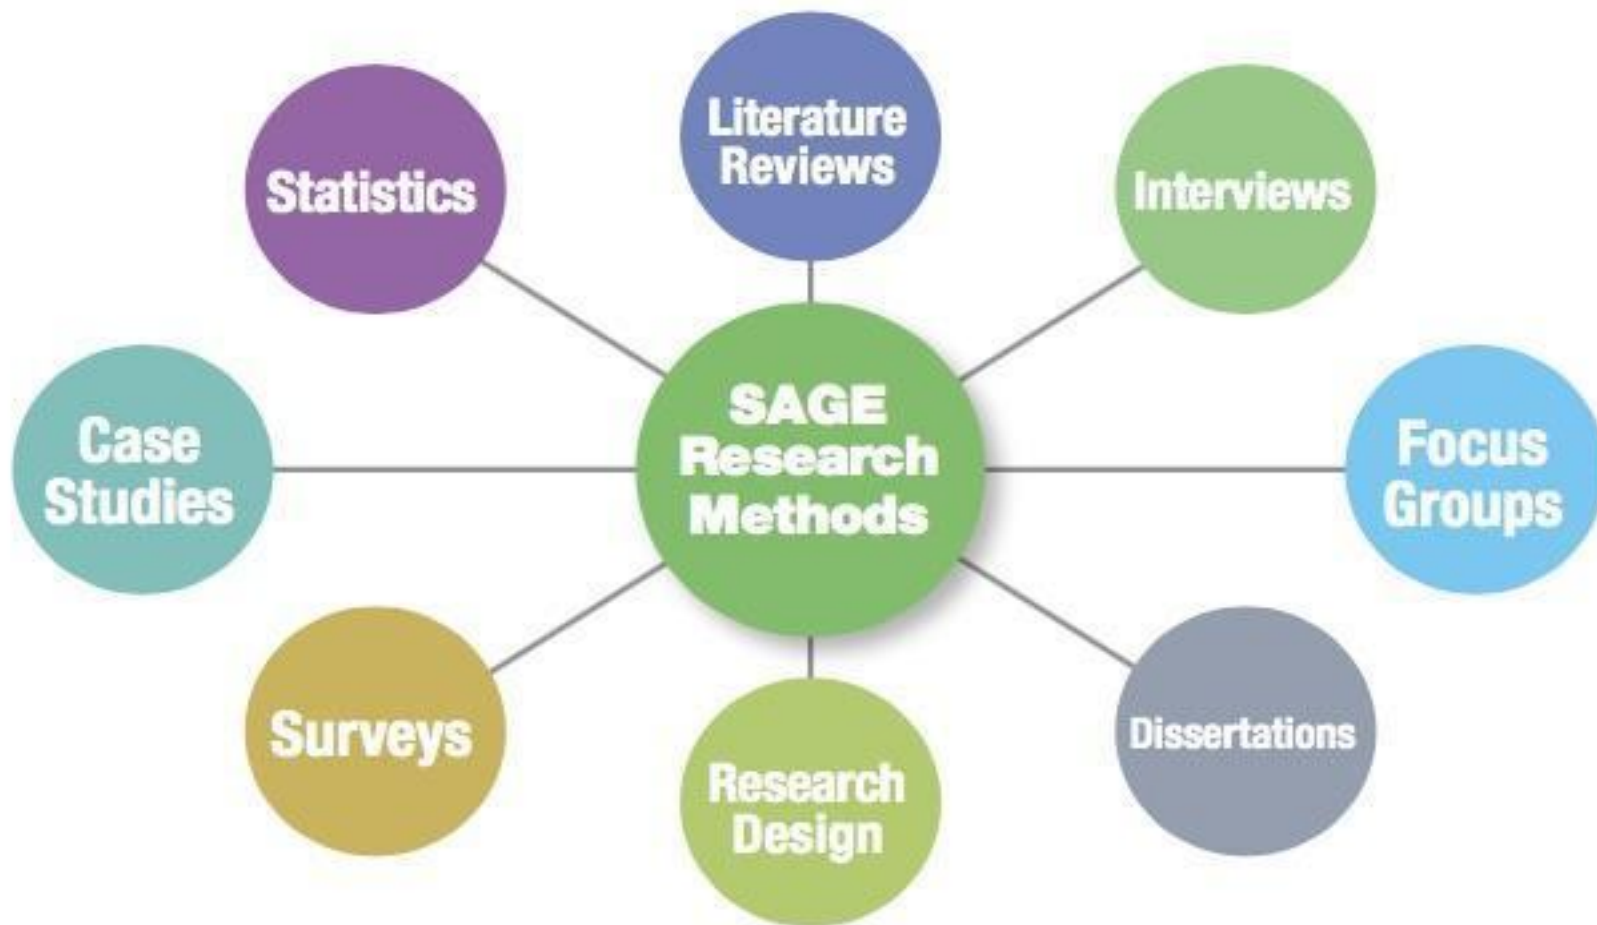 Literature
Reviews
Statistics
Interviews
SAGE
Research
Methods
Case
Studies
Focus
Groups
Surveys
Dissertations
Research
Design